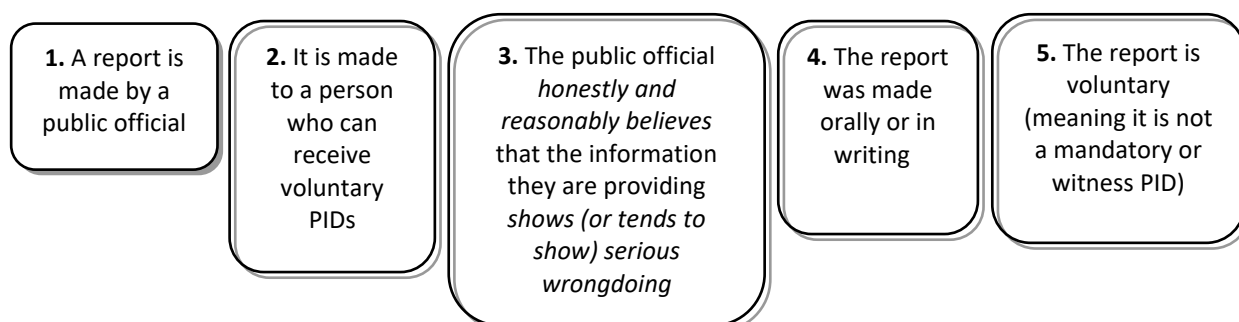 1. A report is
made by a
public official
2. It is made
to a person
who can
receive
voluntary
PIDs
3. The public official
honestly and
reasonably believes
that the information
they are providing
shows (or tends to
show) serious
wrongdoing
4. The report
was made
orally or in
writing
5. The report is
voluntary
(meaning it is not
a mandatory or
witness PID)